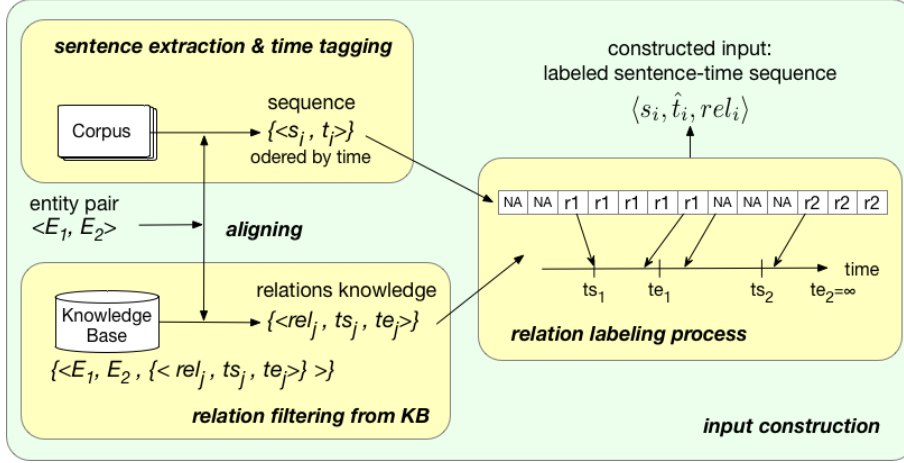 sentence extraction & time tagging
Corpus
sequence
{<s_i , t_i>}
odered by time
entity pair
<E_1, E_2>
aligning
Knowledge
Base
relations knowledge
{<rel_j , ts_j , te_j>}
{<E_1, E_2 , {< rel_j , ts_j , te_j>} >}
relation filtering from KB
constructed input:
labeled sentence-time sequence
⟨s_i, t̂_i, rel_i⟩
NA NA r1 r1 r1 r1 r1 NA NA NA r2 r2 r2
time
ts_1 te_1 ts_2 te_2=∞
relation labeling process
input construction